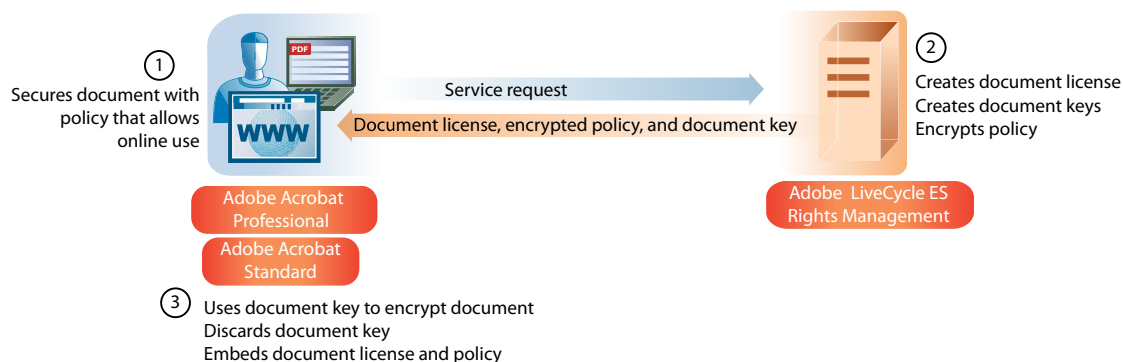 1
Secures document with
policy that allows
online use
PDF
WWW
Service request
Document license, encrypted policy, and document key
2
Creates document license
Creates document keys
Encrypts policy
Adobe Acrobat
Professional
Adobe Acrobat
Standard
Adobe LiveCycle ES
Rights Management
3
Uses document key to encrypt document
Discards document key
Embeds document license and policy